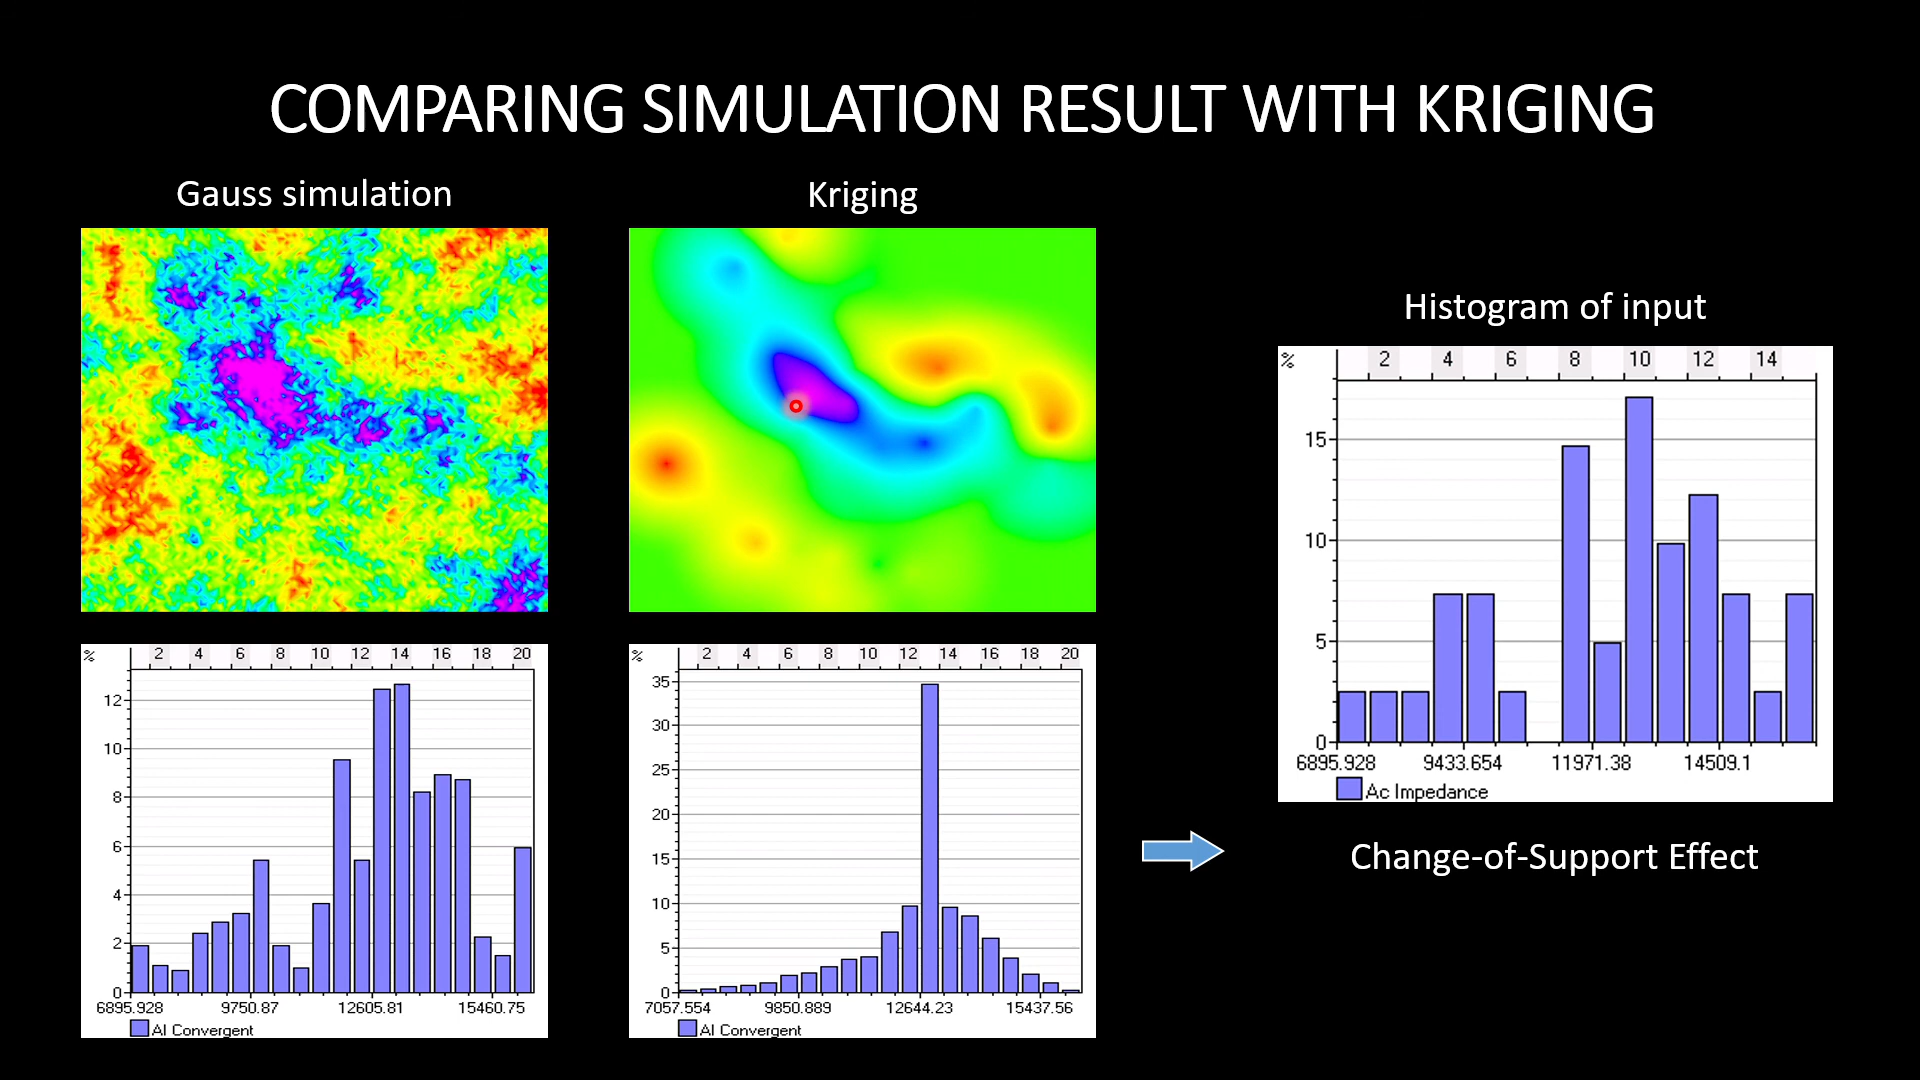 COMPARING SIMULATION RESULT WITH KRIGING
Gauss simulation
Kriging
Histogram of input
% 2 4 6 8 10 12 14
15
10
5
0
6895.928 9433.654 11971.38 14509.1
Ac Impedance
Change-of-Support Effect
% 2 4 6 8 10 12 14 16 18 20
12
10
8
6
4
2
0
6895.928 9750.87 12605.81 15460.75
AI Convergent
% 2 4 6 8 10 12 14 16 18 20
35
30
25
20
15
10
5
0
7057.554 9850.889 12644.23 15437.56
AI Convergent